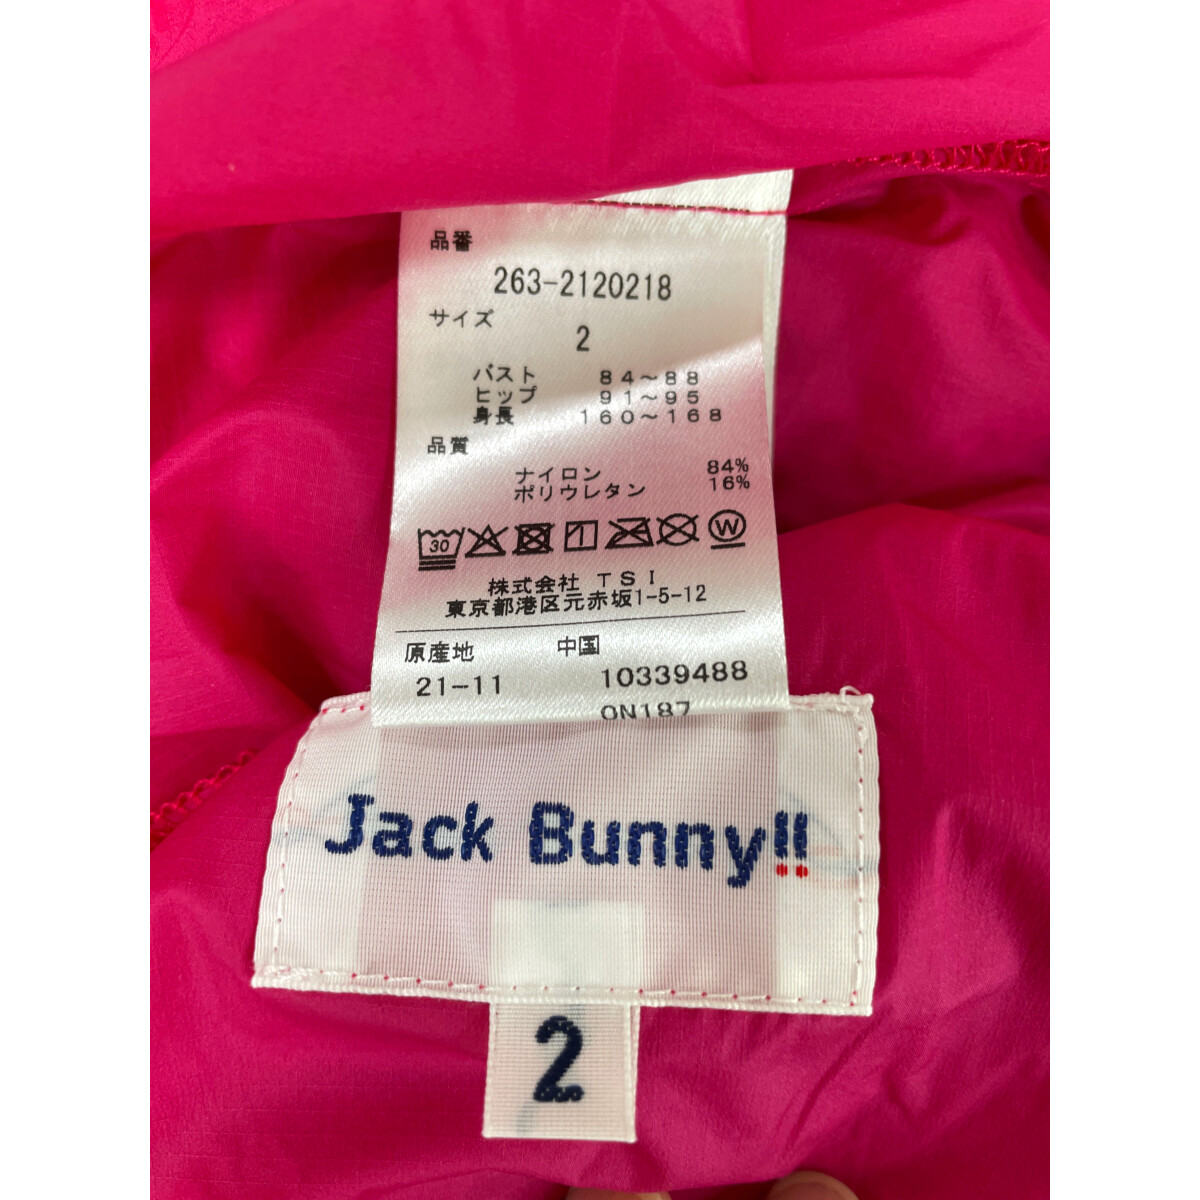 品番
263-2120218
サイズ
2
バスト 84～88
ヒップ 91～95
身長 160～168
品質
ナイロン 84%
ポリウレタン 16%
30 W
株式会社 TSI
東京都港区元赤坂1-5-12
原産地 中国
21-11 10339488
ON187
Jack Bunny!!
2